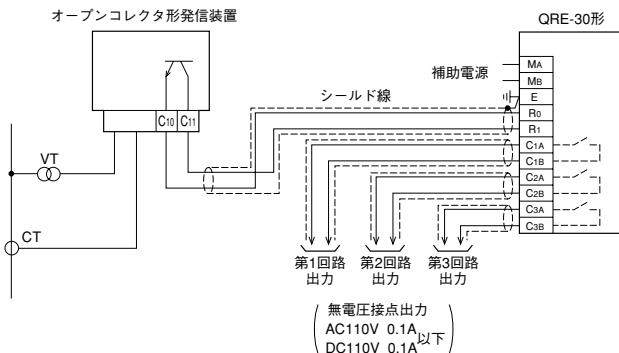 オープンコレクタ形発信装置
QRE-30形
C10 C11
補助電源
シールド線
MA
MB
E
R0
R1
C1A
C1B
C2A
C2B
C3A
C3B
VT
CT
第1回路
出力
第2回路
出力
第3回路
出力
無電圧接点出力
AC110V 0.1A
DC110V 0.1A
以下